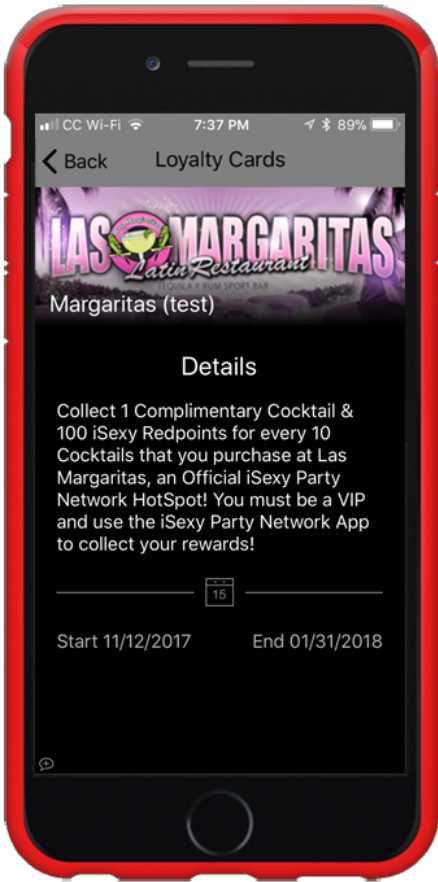 CC Wi-Fi 7:37 PM 89%
Back Loyalty Cards
LAS MARGARITAS
Latin Restaurant
TEQUILA Y RUM SPORT BAR
Margaritas (test)
Details
Collect 1 Complimentary Cocktail &
100 iSexy Redpoints for every 10
Cocktails that you purchase at Las
Margaritas, an Official iSexy Party
Network HotSpot! You must be a VIP
and use the iSexy Party Network App
to collect your rewards!
15
Start 11/12/2017 End 01/31/2018